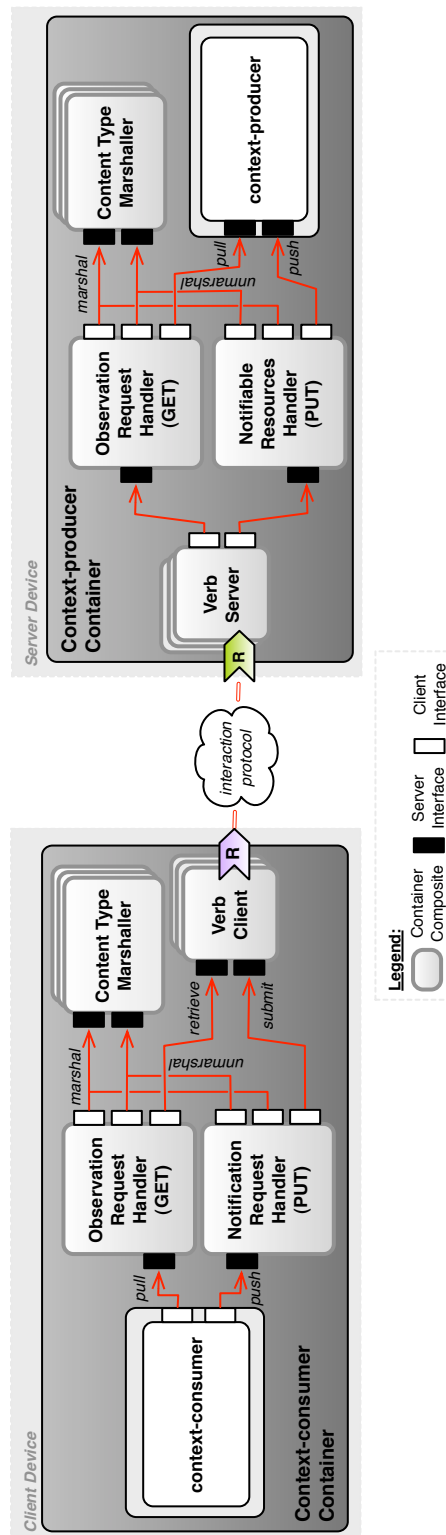 Client Device
Context-consumer
Container
context-consumer
pull
push
Observation
Request
Handler
(GET)
Notification
Request
Handler
(PUT)
marshal
unmarshal
retrieve
submit
Content Type
Marshaller
Verb
Client
R
interaction
protocol
R
Server Device
Context-producer
Container
Verb
Server
Observation
Request
Handler
(GET)
Notifiable
Resources
Handler
(PUT)
marshal
unmarshal
pull
push
Content Type
Marshaller
context-producer
Legend:
Container
Composite
Server
Interface
Client
Interface